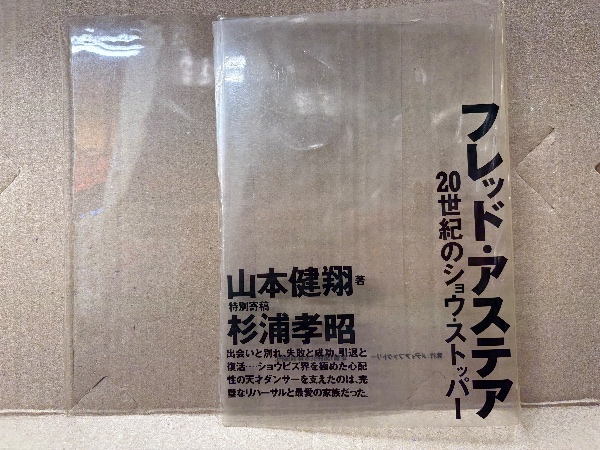 フレッド・アステア
20世紀のショウ・ストッパー
山本健翔 著
特別寄稿
杉浦孝昭
出会いと別れ、失敗と成功、引退と
復活…ショウビズ界を極めた心配
性の天才ダンサーを支えたのは、完
璧なリハーサルと最愛の家族だった。